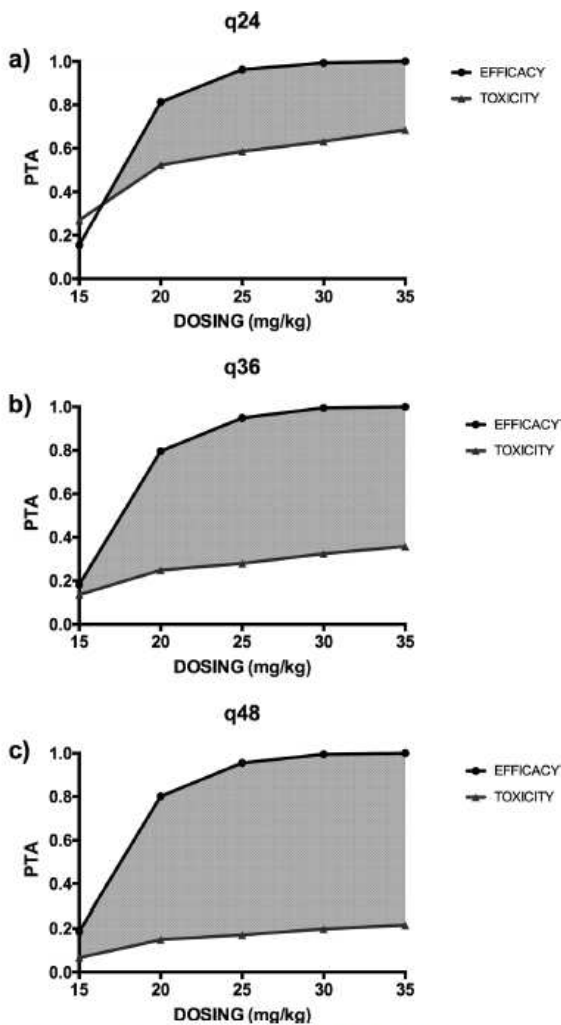 q24
a)
1.0
0.8
0.6
0.4
0.2
0.0
PTA
15 20 25 30 35
DOSING (mg/kg)
EFFICACY
TOXICITY
q36
b)
1.0
0.8
0.6
0.4
0.2
0.0
PTA
15 20 25 30 35
DOSING (mg/kg)
EFFICACY
TOXICITY
q48
c)
1.0
0.8
0.6
0.4
0.2
0.0
PTA
15 20 25 30 35
DOSING (mg/kg)
EFFICACY
TOXICITY